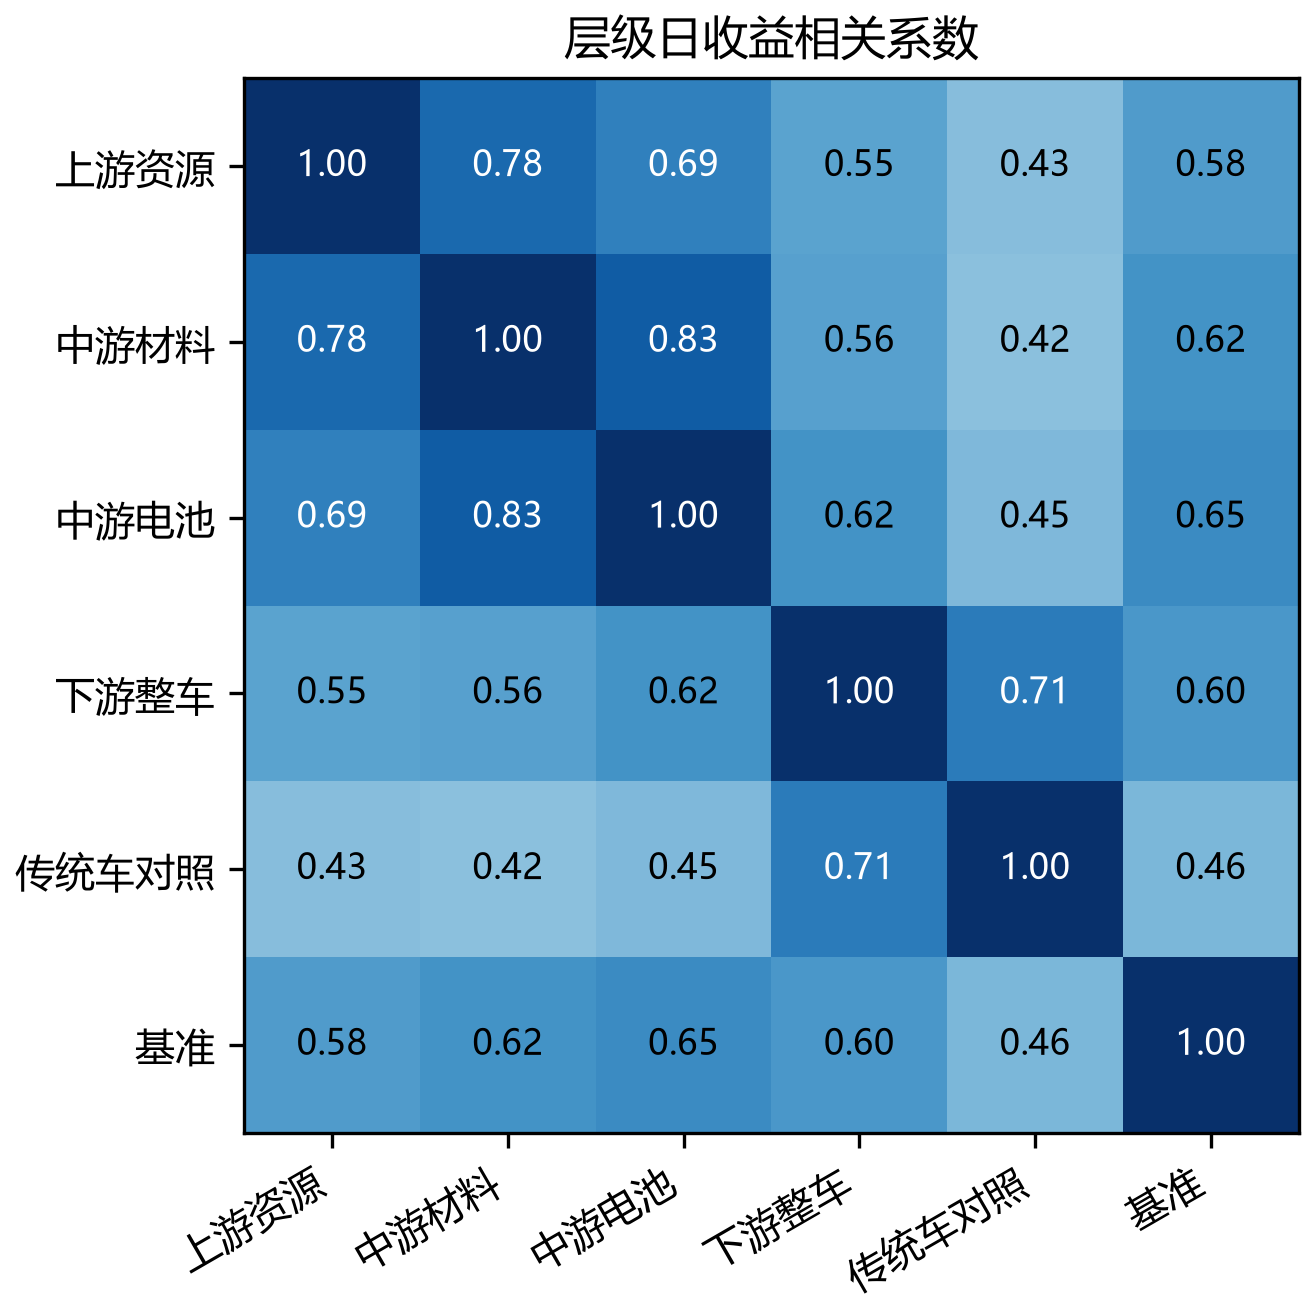 层级日收益相关系数
上游资源 1.00 0.78 0.69 0.55 0.43 0.58
中游材料 0.78 1.00 0.83 0.56 0.42 0.62
中游电池 0.69 0.83 1.00 0.62 0.45 0.65
下游整车 0.55 0.56 0.62 1.00 0.71 0.60
传统车对照 0.43 0.42 0.45 0.71 1.00 0.46
基准 0.58 0.62 0.65 0.60 0.46 1.00
上游资源 中游材料 中游电池 下游整车 传统车对照 基准